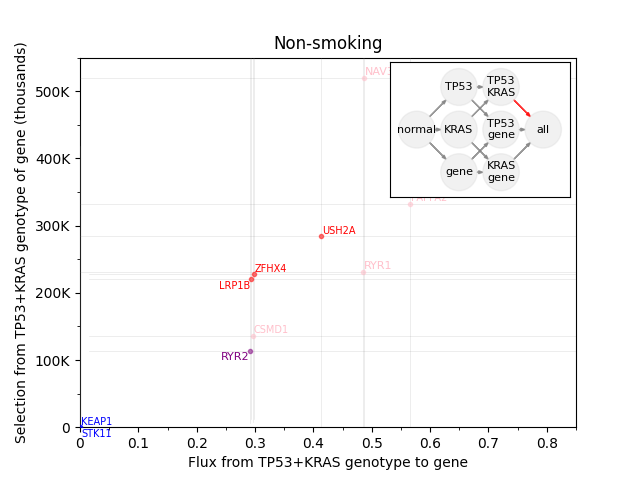 Non-smoking
Selection from TP53+KRAS genotype of gene (thousands)
500K
400K
300K
200K
100K
0
NAV3
TP53
TP53
KRAS
normal
KRAS
TP53
gene
all
gene
KRAS
gene
USH2A
ZFHX4
RYR1
LRP1B
CSMD1
RYR2
KEAP1
STK11
0
0.1
0.2
0.3
0.4
0.5
0.6
0.7
0.8
Flux from TP53+KRAS genotype to gene